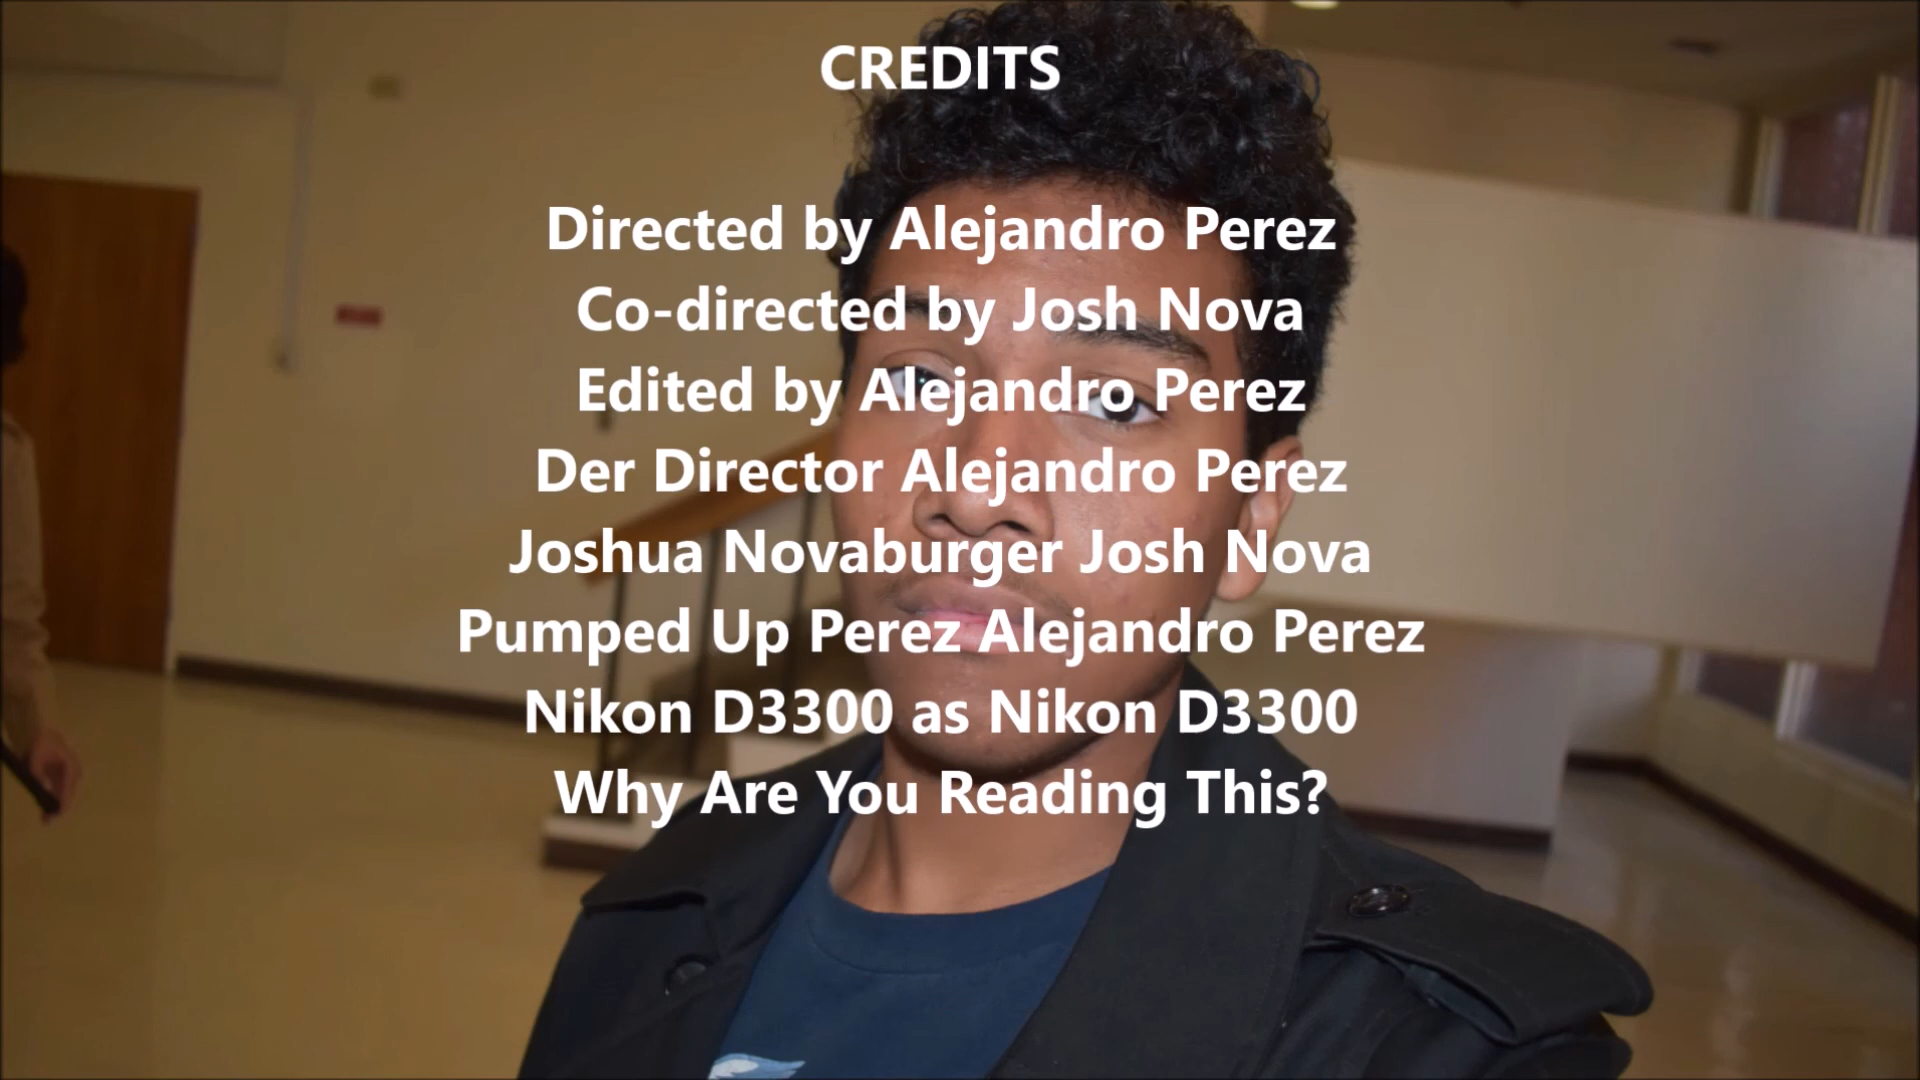 CREDITS
Directed by Alejandro Perez
Co-directed by Josh Nova
Edited by Alejandro Perez
Der Director Alejandro Perez
Joshua Novaburger Josh Nova
Pumped Up Perez Alejandro Perez
Nikon D3300 as Nikon D3300
Why Are You Reading This?